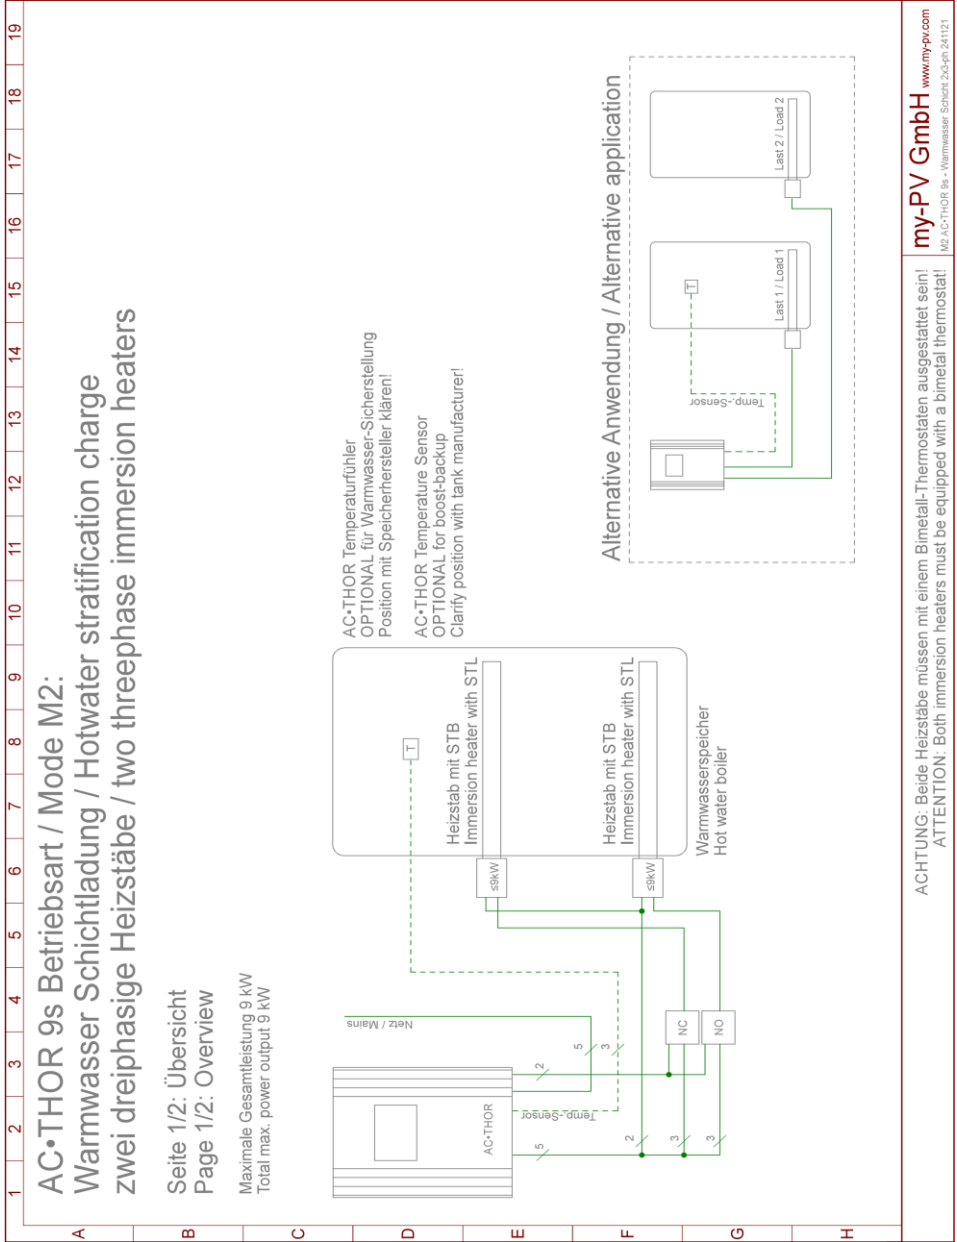 AC•THOR 9s Betriebsart / Mode M2:
Warmwasser Schichtladung / Hotwater stratification charge
zwei dreiphasige Heizstäbe / two threephase immersion heaters
Seite 1/2: Übersicht
Page 1/2: Overview
Maximale Gesamtleistung 9 kW
Total max. power output 9 kW
AC•THOR Temperaturfühler
OPTIONAL für Warmwasser-Sicherstellung
Position mit Speicherhersteller klären!
AC•THOR Temperature Sensor
OPTIONAL for boost-backup
Clarify position with tank manufacturer!
Netz / Mains
T
Heizstab mit STB
Immersion heater with STL
≤9kW
Heizstab mit STB
Immersion heater with STL
≤9kW
Warmwasserspeicher
Hot water boiler
AC•THOR
Temp.-Sensor
5
2
5
3
2
3
3
NC
NO
Alternative Anwendung / Alternative application
Temp.-Sensor
T
Last 1 / Load 1
Last 2 / Load 2
ACHTUNG: Beide Heizstäbe müssen mit einem Bimetall-Thermostaten ausgestattet sein!
ATTENTION: Both immersion heaters must be equipped with a bimetal thermostat!
my-PV GmbH www.my-pv.com
M2 AC•THOR 9s - Warmwasser Schicht 2x3-ph 241121
1 2 3 4 5 6 7 8 9 10 11 12 13 14 15 16 17 18 19
A
B
C
D
E
F
G
H